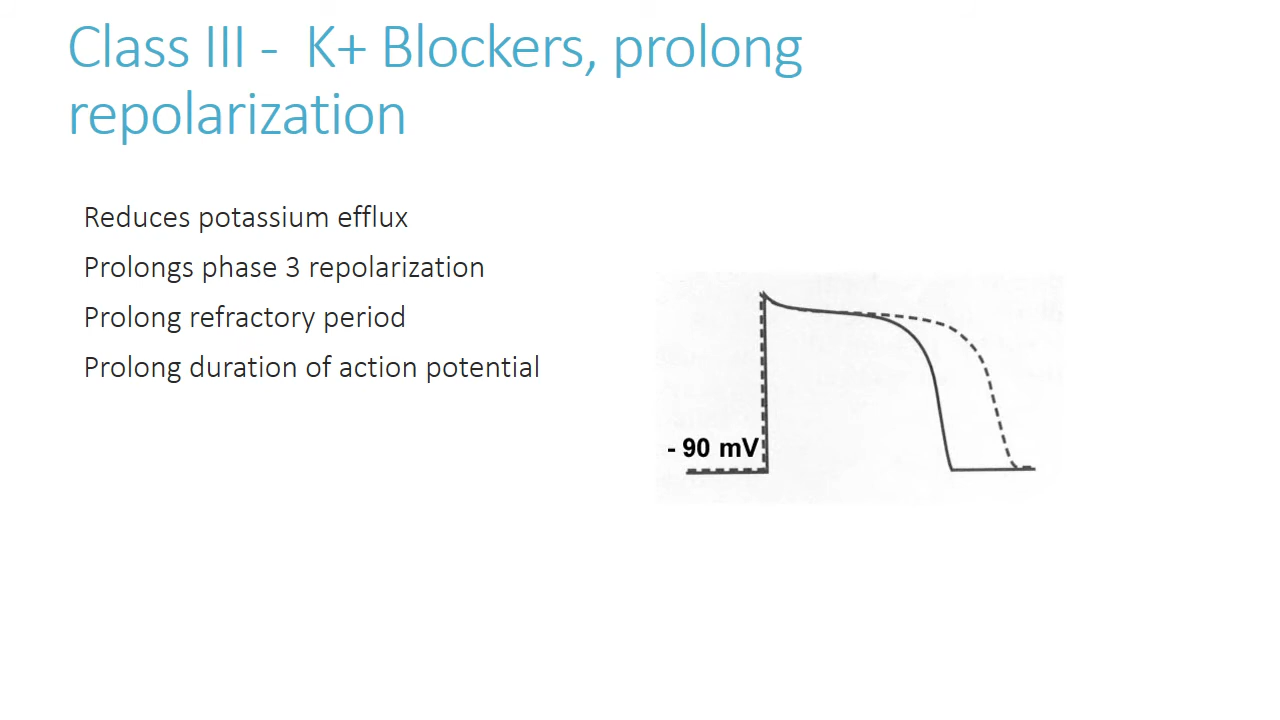 Class III -  K+ Blockers, prolong
repolarization
Reduces potassium efflux
Prolongs phase 3 repolarization
Prolong refractory period
Prolong duration of action potential
- 90 mV